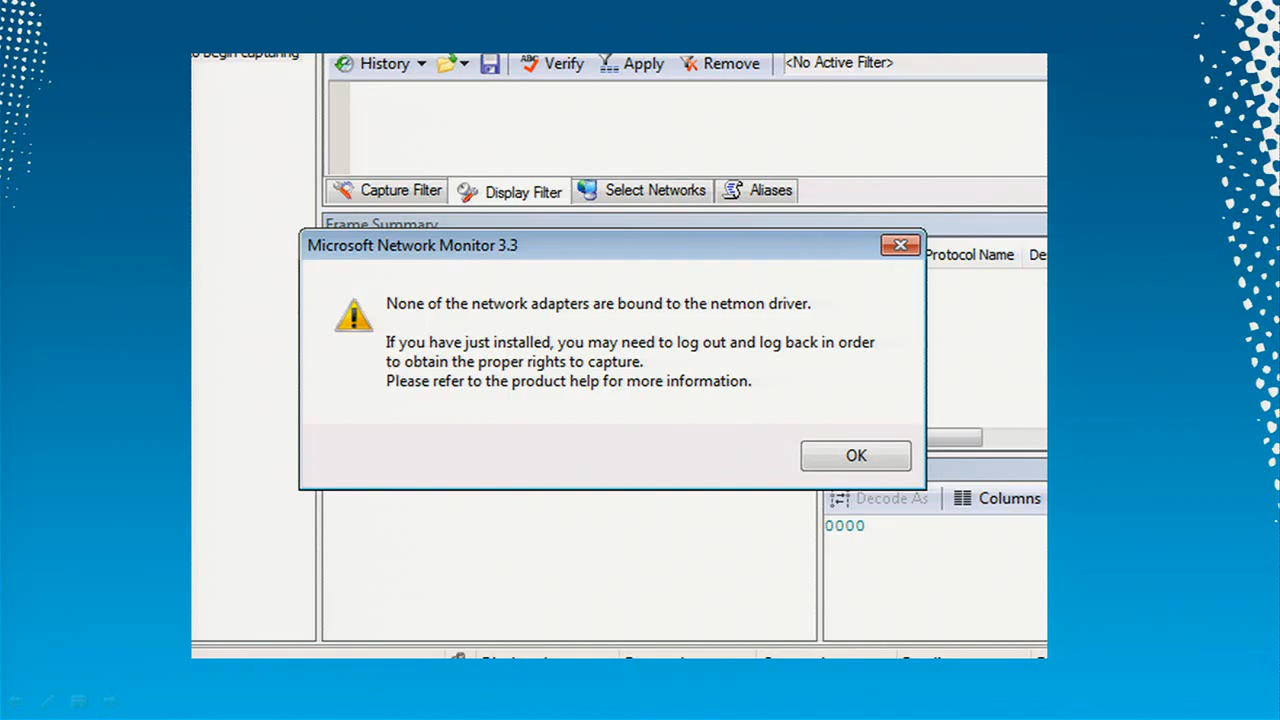 to begin capturing
History
Verify
Apply
Remove
<No Active Filter>
Capture Filter
Display Filter
Select Networks
Aliases
Frame Summary
Protocol Name
Microsoft Network Monitor 3.3
None of the network adapters are bound to the netmon driver.
If you have just installed, you may need to log out and log back in order
to obtain the proper rights to capture.
Please refer to the product help for more information.
OK
Decode As
Columns
0000